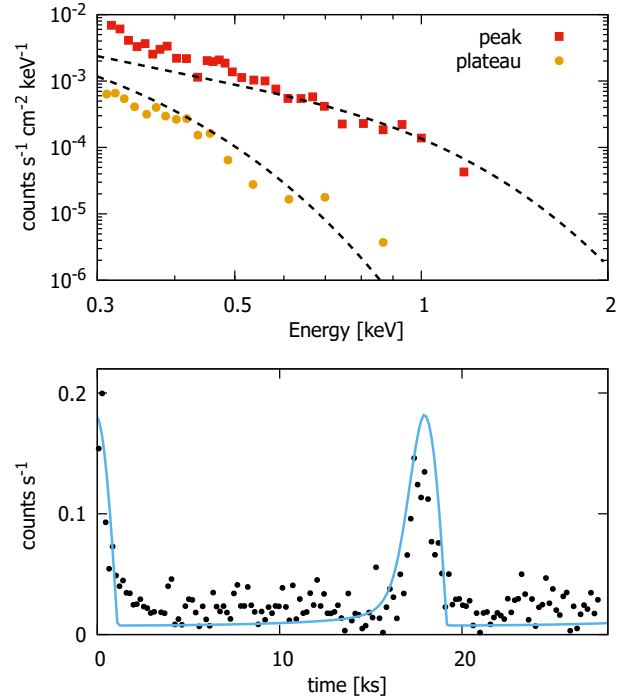 10⁻²
10⁻³
10⁻⁴
10⁻⁵
10⁻⁶
counts s⁻¹ cm⁻² keV⁻¹
peak
plateau
0.3
0.5
1
2
Energy [keV]
0.2
0.1
0
counts s⁻¹
0
10
20
time [ks]